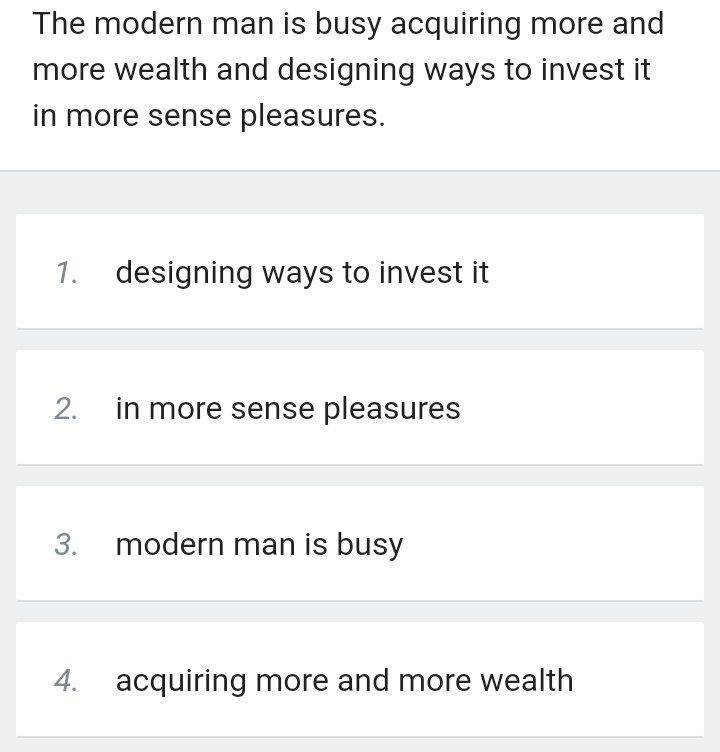 The modern man is busy acquiring more and
more wealth and designing ways to invest it
in more sense pleasures.
1. designing ways to invest it
2. in more sense pleasures
3. modern man is busy
4. acquiring more and more wealth